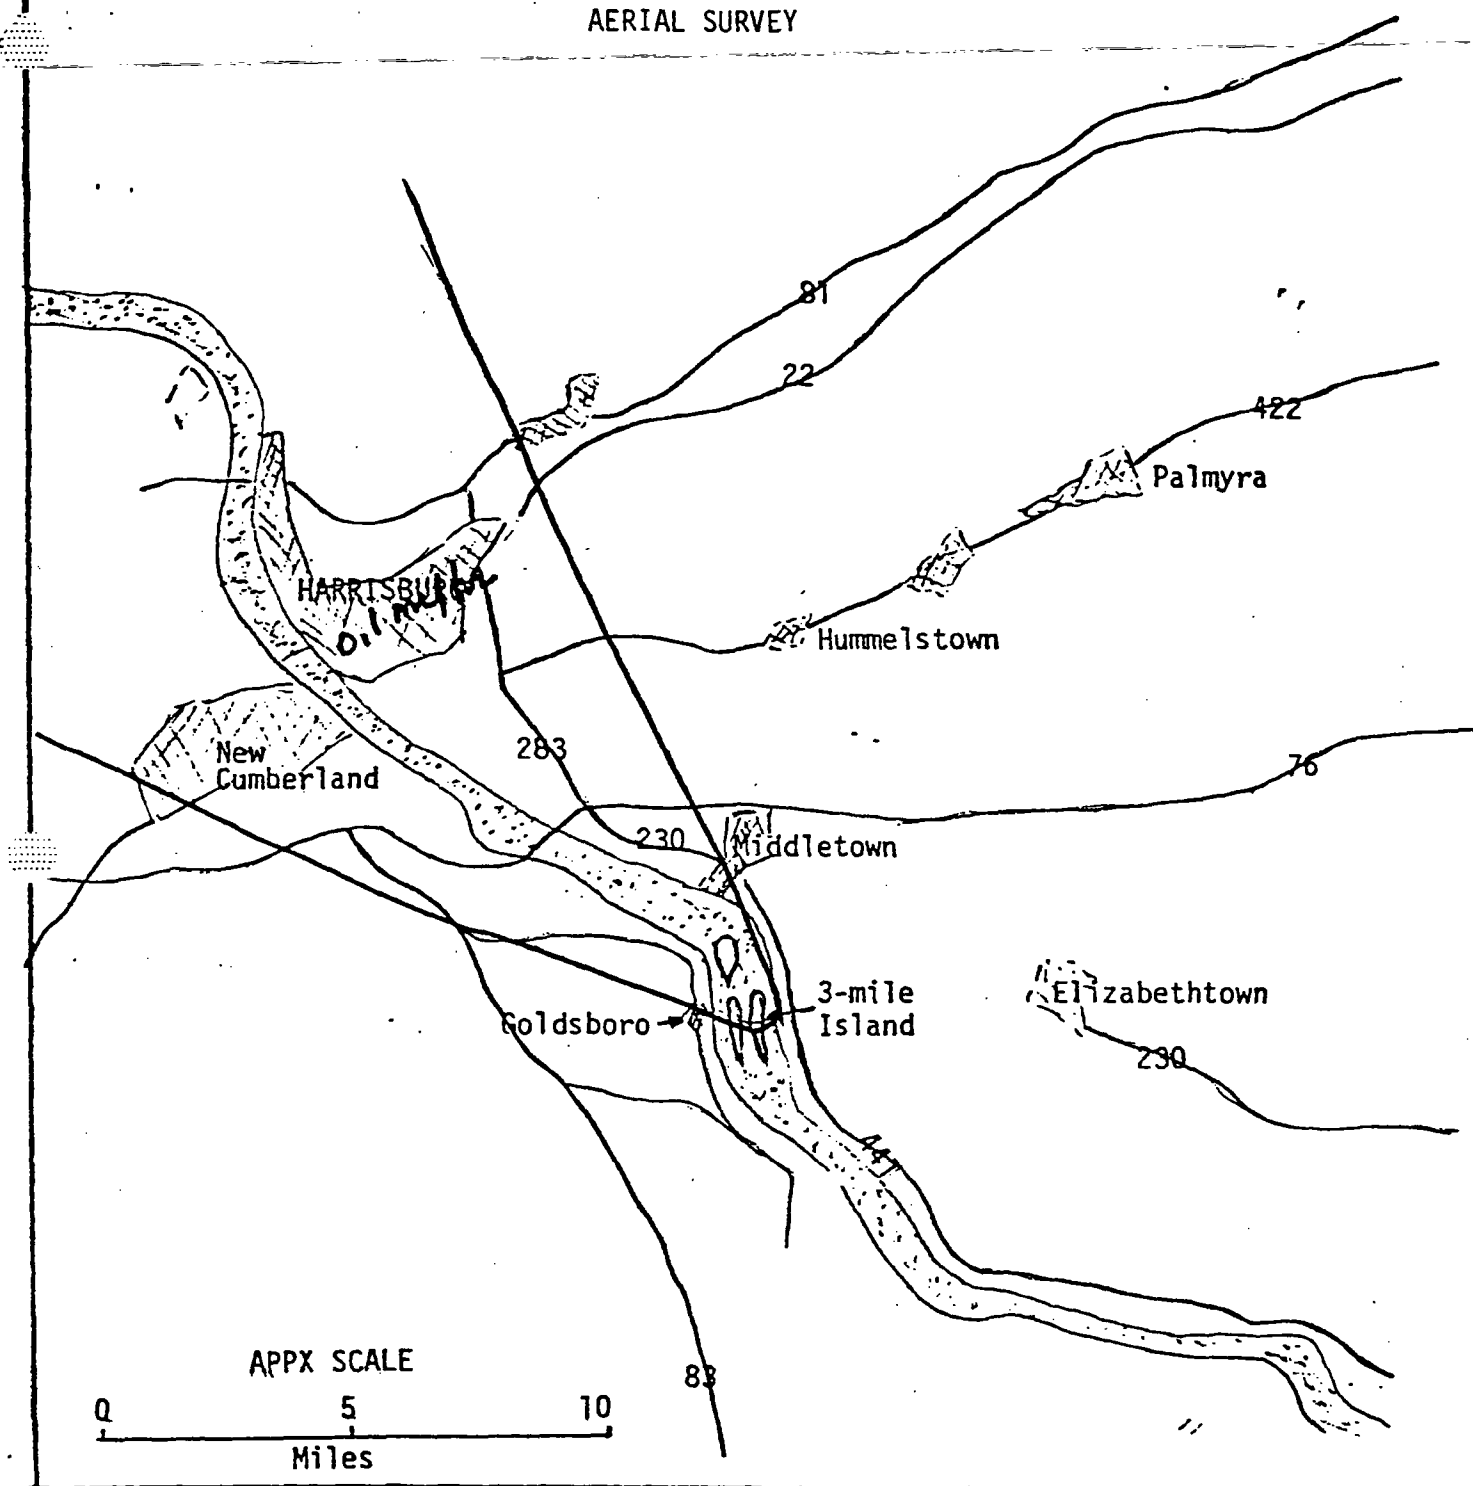 AERIAL SURVEY
81
22
422
Palmyra
HARRISBURG
Hummelstown
283
New
Cumberland
76
230
Middletown
3-mile
Island
Elizabethtown
Goldsboro
230
441
APPX SCALE
83
0 5 10
Miles